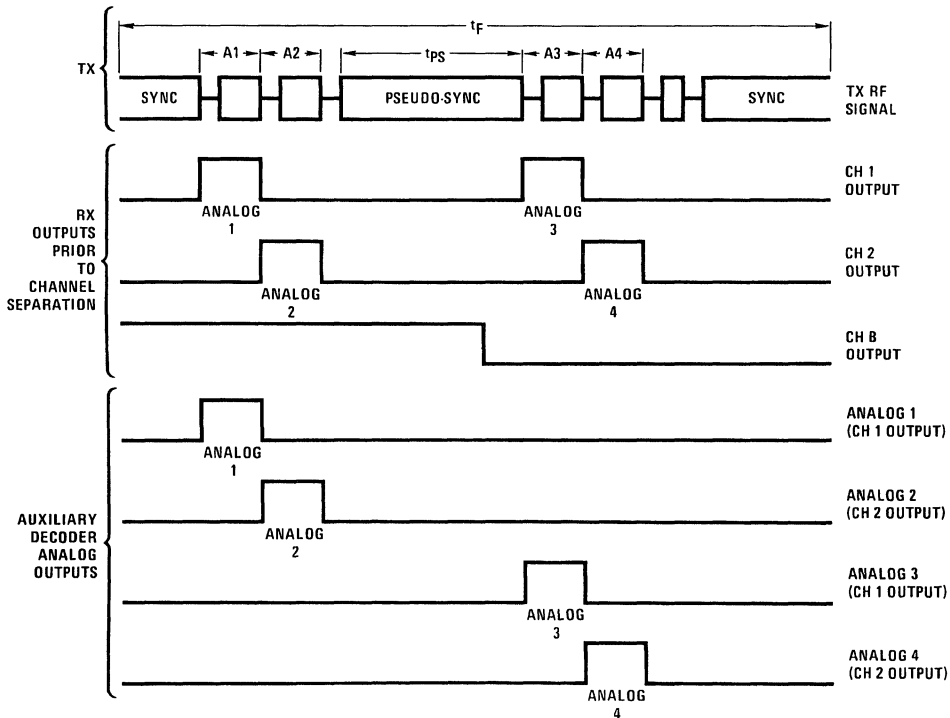 tF
A1
A2
tPS
A3
A4
TX
SYNC
PSEUDO-SYNC
SYNC
TX RF
SIGNAL
RX
OUTPUTS
PRIOR
TO
CHANNEL
SEPARATION
ANALOG
1
ANALOG
3
CH 1
OUTPUT
ANALOG
2
ANALOG
4
CH 2
OUTPUT
CH B
OUTPUT
AUXILIARY
DECODER
ANALOG
OUTPUTS
ANALOG
1
ANALOG 1
(CH 1 OUTPUT)
ANALOG
2
ANALOG 2
(CH 2 OUTPUT)
ANALOG
3
ANALOG 3
(CH 1 OUTPUT)
ANALOG
4
ANALOG 4
(CH 2 OUTPUT)